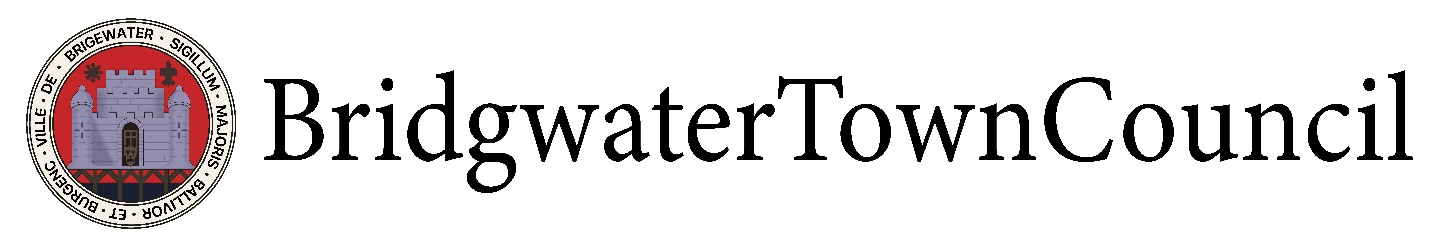 SIGILLUM · MAJORIS · BALLIVOR · ET · BURGENC · VILLE · DE · BRIGEWATER ·
BridgwaterTownCouncil